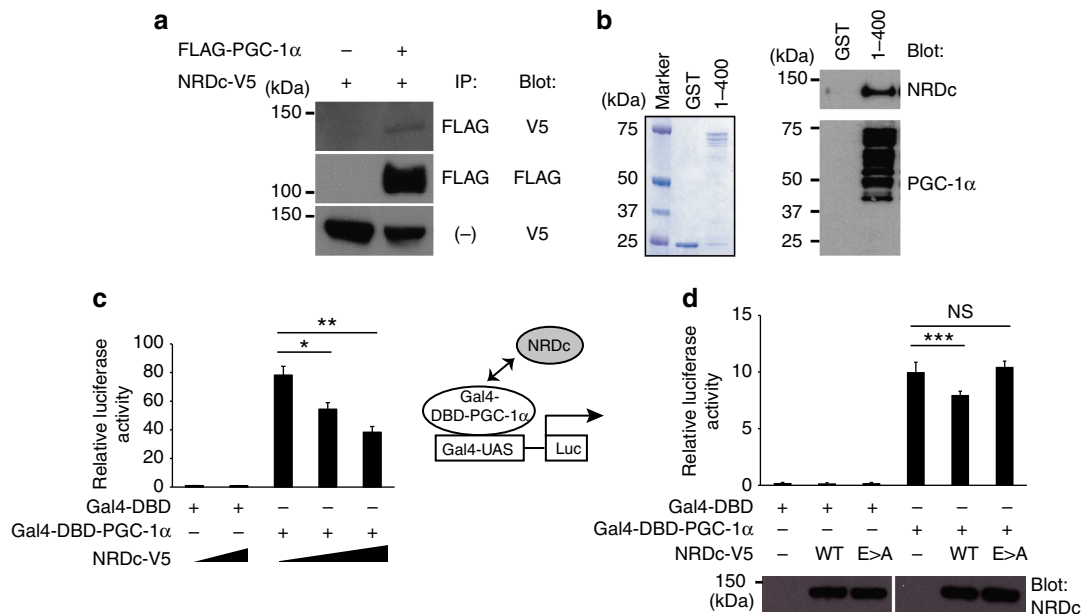 a
FLAG-PGC-1α – +
NRDc-V5 + + IP: Blot:
(kDa)
150 FLAG V5
100 FLAG FLAG
150 (–) V5
b
Marker GST 1–400
(kDa)
75
50
37
25
GST 1–400 Blot:
(kDa)
150 NRDc
75
50 PGC-1α
37
25
c
Relative luciferase
activity
100
80
60
40
20
0
**
*
Gal4-DBD + + – – –
Gal4-DBD-PGC-1α – – + + +
NRDc-V5
NRDc
Gal4-
DBD-PGC-1α
Gal4-UAS Luc
d
Relative luciferase
activity
15
10
5
0
NS
***
Gal4-DBD + + + – – –
Gal4-DBD-PGC-1α – – – + + +
NRDc-V5 – WT E>A – WT E>A
150
(kDa)
Blot:
NRDc